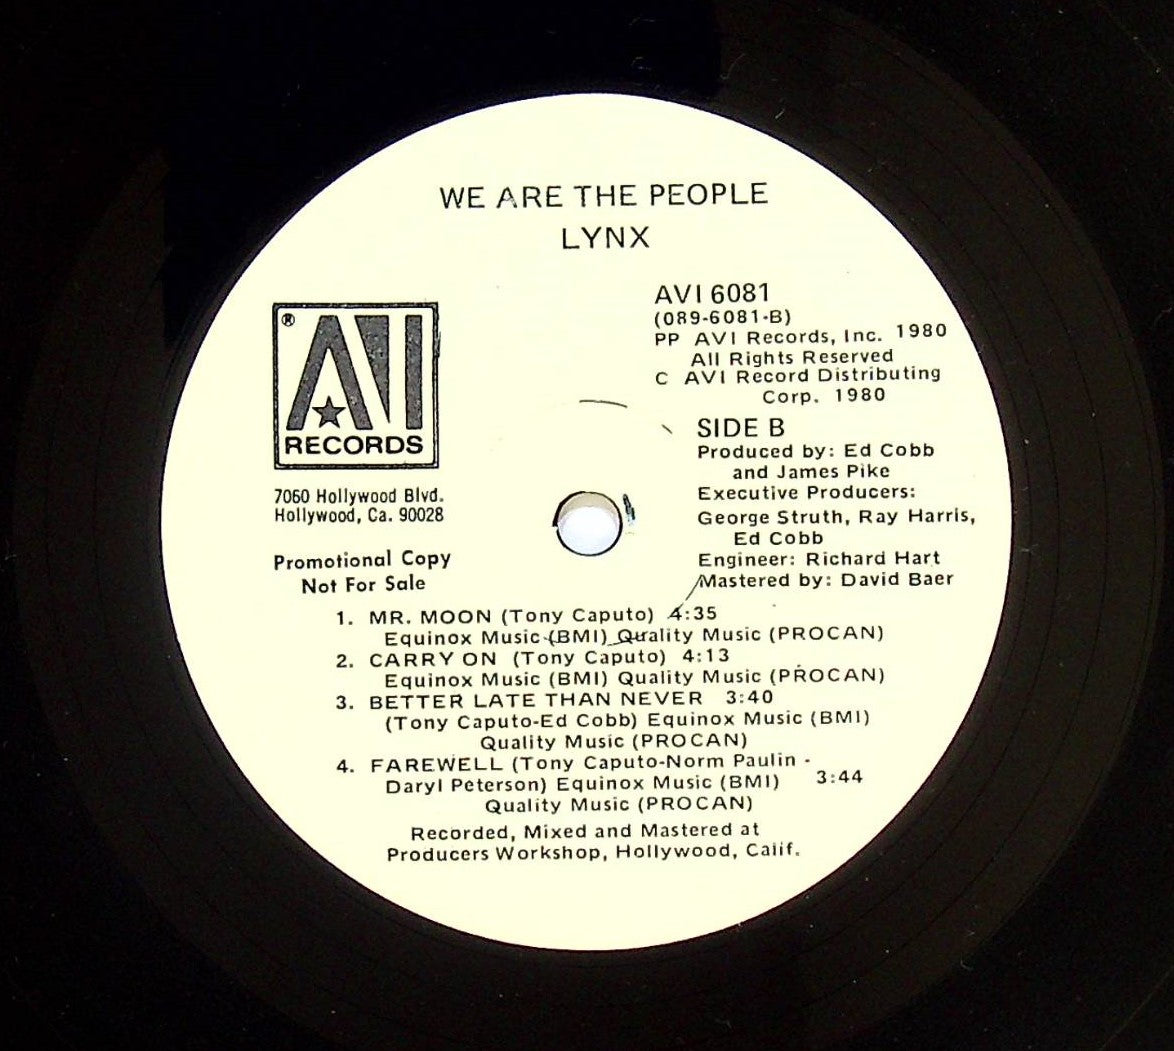 WE ARE THE PEOPLE
LYNX
® AVI
RECORDS
7060 Hollywood Blvd.
Hollywood, Ca. 90028
Promotional Copy
Not For Sale
AVI 6081
(089-6081-B)
PP AVI Records, Inc. 1980
All Rights Reserved
C AVI Record Distributing
Corp. 1980
SIDE B
Produced by: Ed Cobb
and James Pike
Executive Producers:
George Struth, Ray Harris,
Ed Cobb
Engineer: Richard Hart
Mastered by: David Baer
1. MR. MOON (Tony Caputo) 4:35
Equinox Music (BMI) Quality Music (PROCAN)
2. CARRY ON (Tony Caputo) 4:13
Equinox Music (BMI) Quality Music (PROCAN)
3. BETTER LATE THAN NEVER 3:40
(Tony Caputo-Ed Cobb) Equinox Music (BMI)
Quality Music (PROCAN)
4. FAREWELL (Tony Caputo-Norm Paulin -
Daryl Peterson) Equinox Music (BMI) 3:44
Quality Music (PROCAN)
Recorded, Mixed and Mastered at
Producers Workshop, Hollywood, Calif.